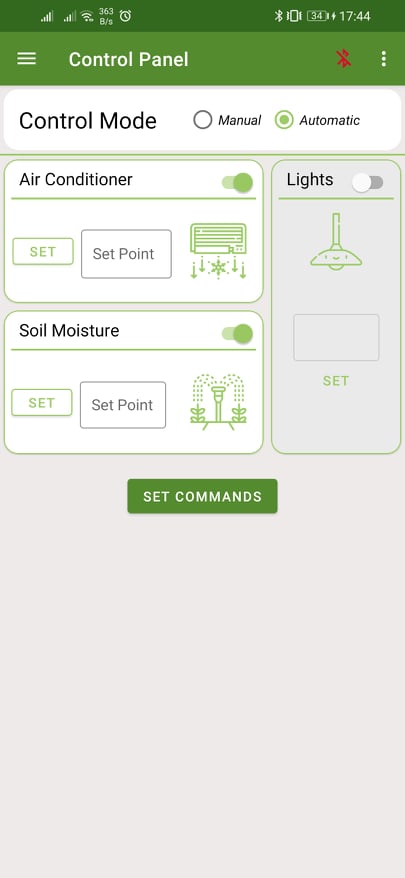 363
B/s
34
17:44
Control Panel
Control Mode
Manual
Automatic
Air Conditioner
SET
Set Point
Lights
SET
Soil Moisture
SET
Set Point
SET COMMANDS